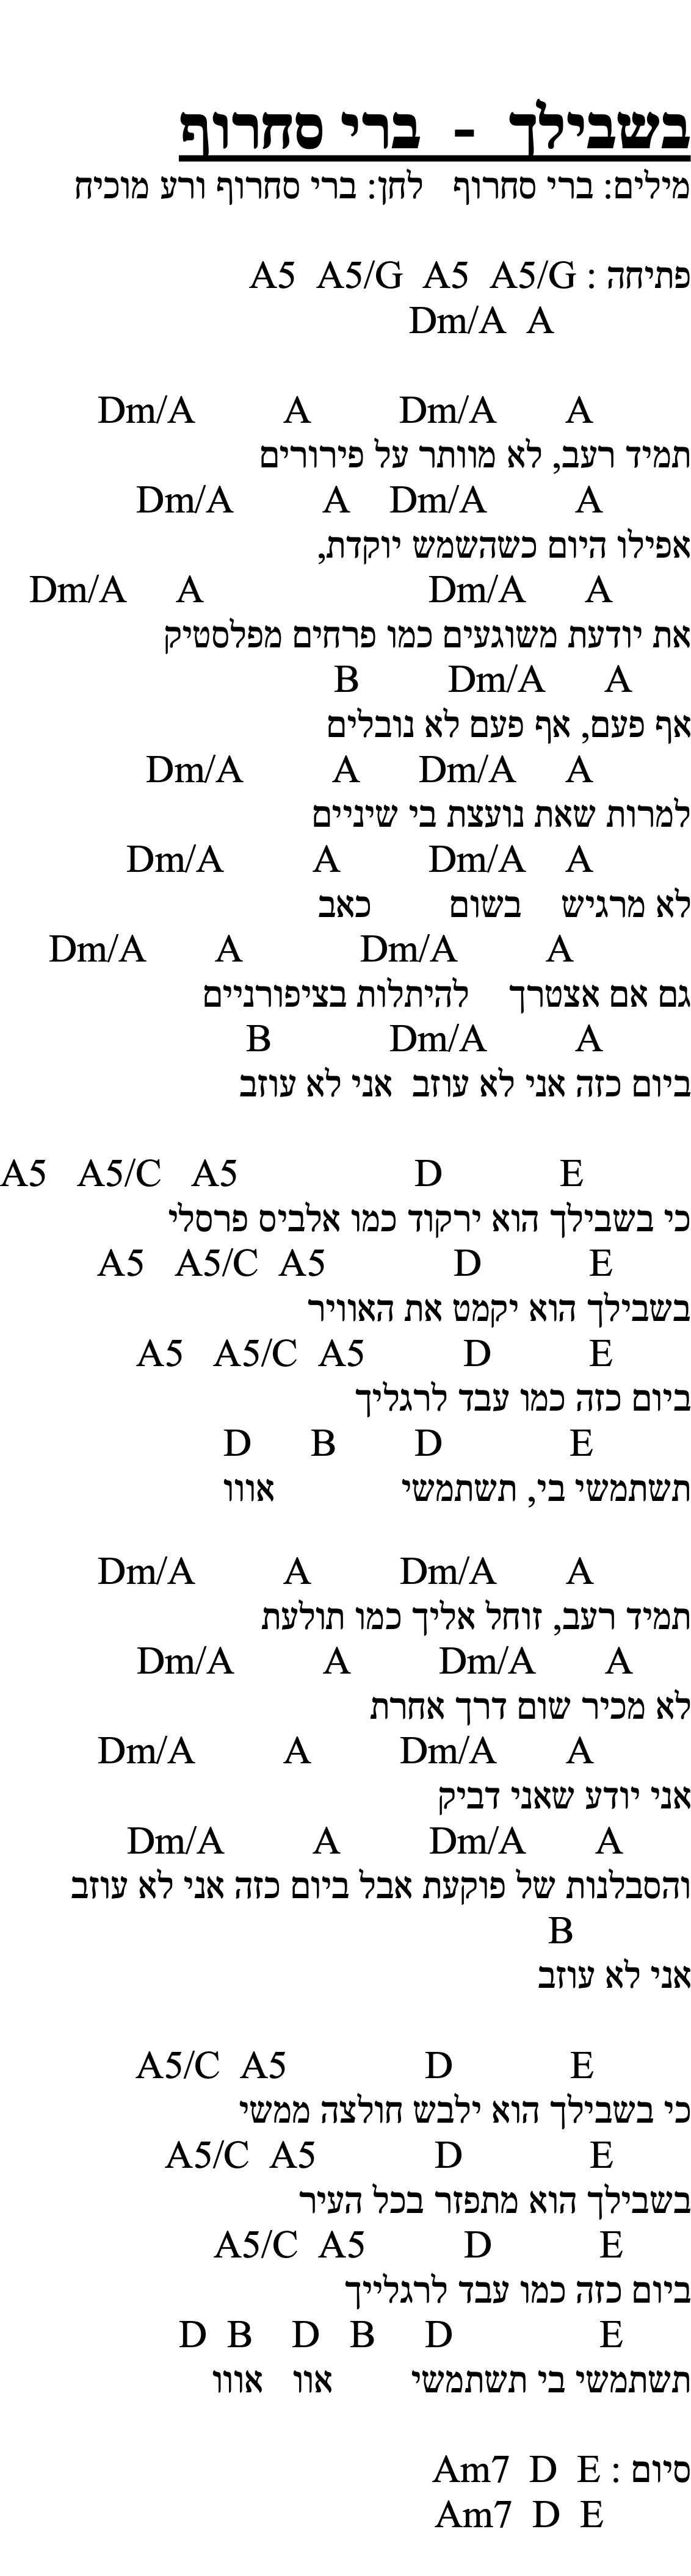 בשבילך - ברי סחרוף
מילים: ברי סחרוף   לחן: ברי סחרוף ורע מוכיח
פתיחה : A5  A5/G  A5  A5/G
Dm/A  A
Dm/A  A  Dm/A  A
תמיד רעב, לא מוותר על פירורים
Dm/A  A  Dm/A  A
אפילו היום כשהשמש יוקדת,
Dm/A  A  Dm/A  A
את יודעת משוגעים כמו פרחים מפלסטיק
B  Dm/A  A
אף פעם, אף פעם לא נובלים
Dm/A  A  Dm/A  A
למרות שאת נועצת בי שיניים
Dm/A  A  Dm/A  A
לא מרגיש בשום כאב
Dm/A  A  Dm/A  A
גם אם אצטרך להיתלות בציפורניים
B  Dm/A  A
ביום כזה אני לא עוזב אני לא עוזב
A5  A5/C  A5  D  E
כי בשבילך הוא ירקוד כמו אלביס פרסלי
A5  A5/C  A5  D  E
בשבילך הוא יקמט את האוויר
A5  A5/C  A5  D  E
ביום כזה כמו עבד לרגליך
D  B  D  E
תשתמשי בי, תשתמשי אווו
Dm/A  A  Dm/A  A
תמיד רעב, זוחל אליך כמו תולעת
Dm/A  A  Dm/A  A
לא מכיר שום דרך אחרת
Dm/A  A  Dm/A  A
אני יודע שאני דביק
Dm/A  A  Dm/A  A
והסבלנות של פוקעת אבל ביום כזה אני לא עוזב
B
אני לא עוזב
A5/C  A5  D  E
כי בשבילך הוא ילבש חולצה ממשי
A5/C  A5  D  E
בשבילך הוא מתפזר בכל העיר
A5/C  A5  D  E
ביום כזה כמו עבד לרגלייך
D  B  D  B  D  E
תשתמשי בי תשתמשי אוו אווו
סיום : Am7  D  E
Am7  D  E